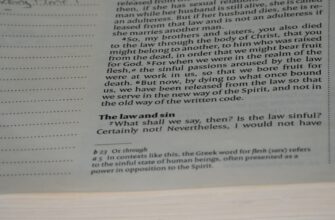 released from
then, if she has sexual relations
man while her husband is still alive, she is called
an adulteress. But if her husband dies, she is
released from that law and is not an adulteress if
she marries another man.
⁴So, my brothers and sisters, you also died
to the law through the body of Christ, that you
might belong to another, to him who was raised
from the dead, in order that we might bear fruit
for God. ⁵For when we were in the realm of the
flesh,a the sinful passions aroused by the law
were at work in us, so that we bore fruit for
death. ⁶But now, by dying to what once bound
us, we have been released from the law so that
we serve in the new way of the Spirit, and not in
the old way of the written code.
The law and sin
⁷What shall we say, then? Is the law sinful?
Certainly not! Nevertheless, I would not have
b 23 Or through
a 5 In contexts like this, the Greek word for flesh (sarx) refers
to the sinful state of human beings, often presented as a
power in opposition to the Spirit.